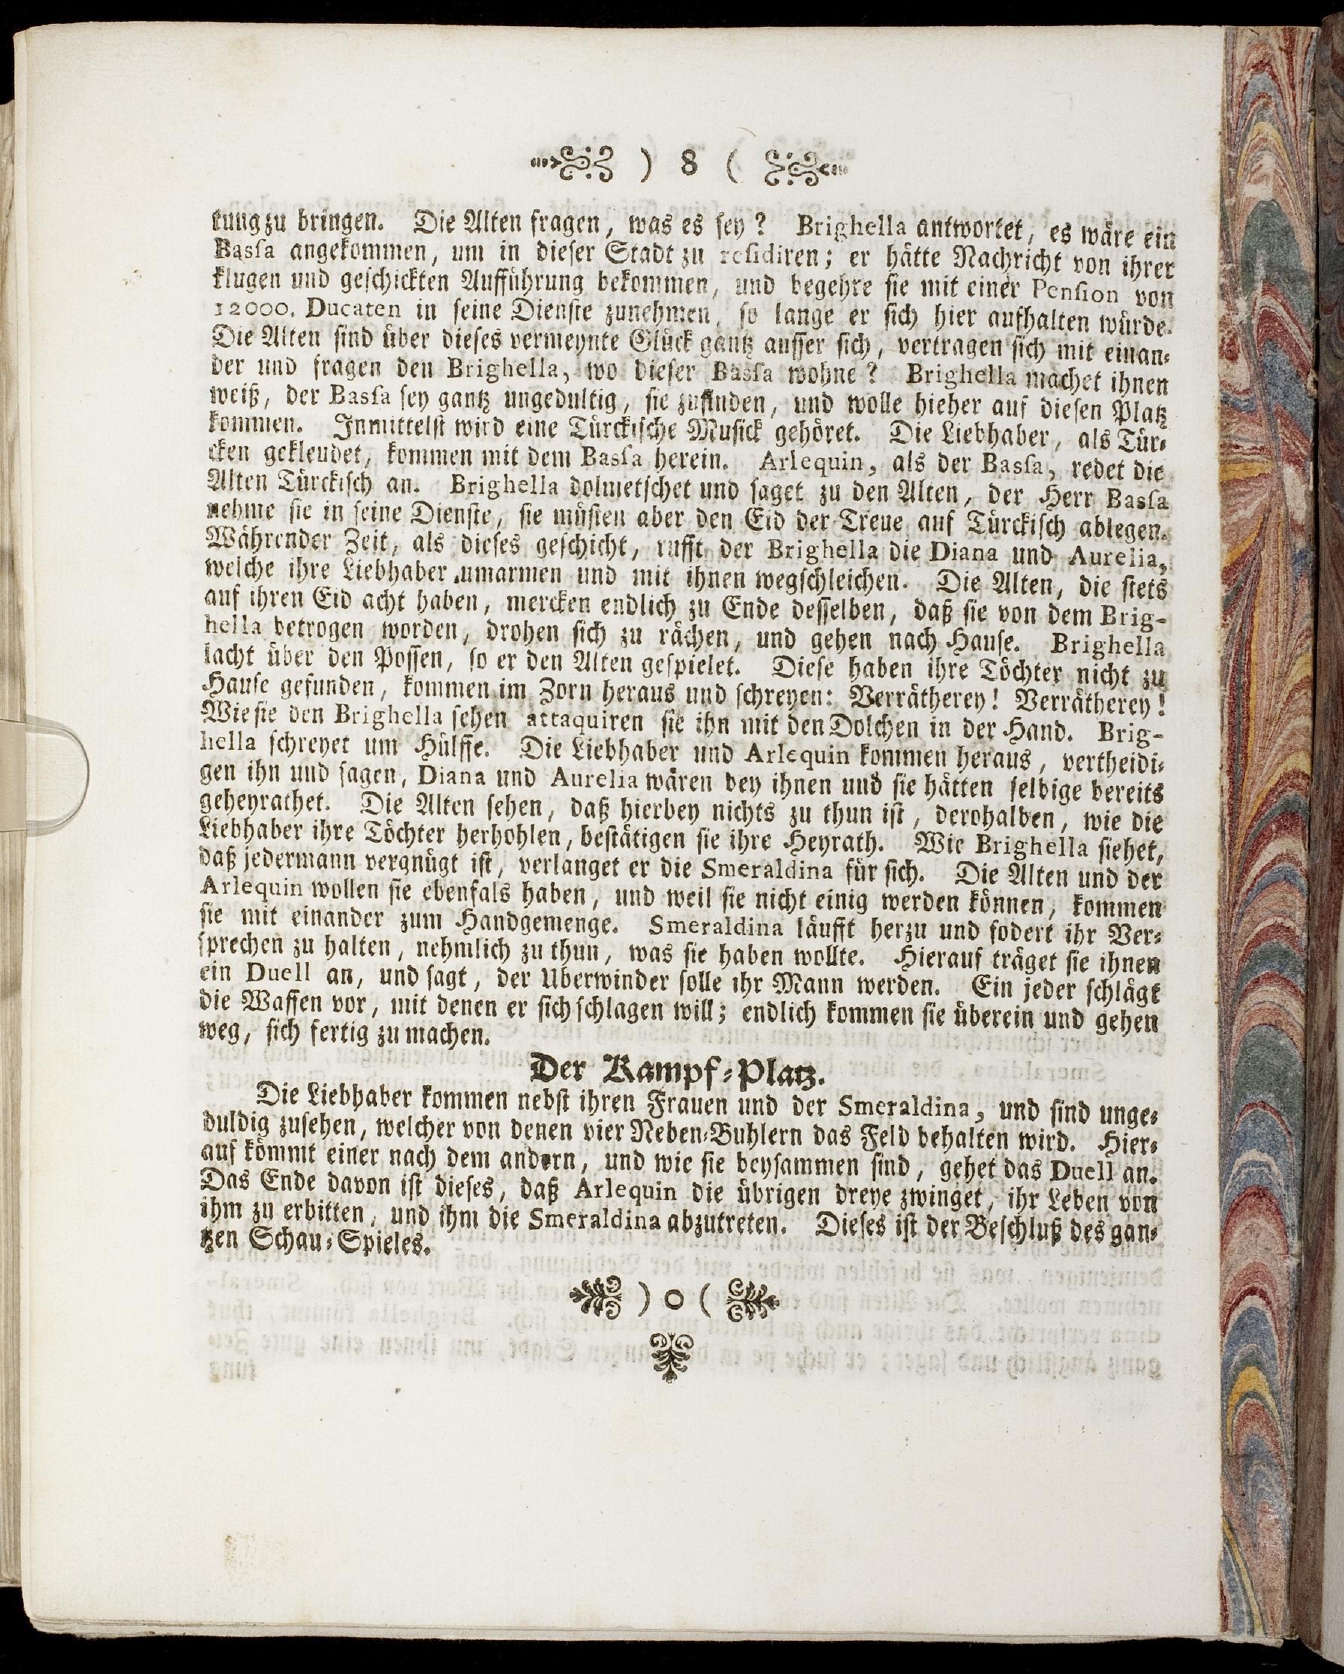 ) 8 (
tung zu bringen. Die Alten fragen, was es sey? Brighella antwortet, es wäre ein
Bassa angekommen, um in dieser Stadt zu residiren; er hätte Nachricht von ihrer
klugen und geschickten Aufführung bekommen, und begehre sie mit einer Pension von
12000. Ducaten in seine Dienste zunehmen, so lange er sich hier aufhalten würde.
Die Alten sind über dieses vermeynte Glück gantz ausser sich, vertragen sich mit einan-
der und fragen den Brighella, wo dieser Bassa wohne? Brighella machet ihnen
weiß, der Bassa sey gantz ungedultig, sie zufinden, und wolle hieher auf diesen Platz
kommen. Inmittelst wird eine Türckische Musick gehöret. Die Liebhaber, als Tür-
cken gekleudet, kommen mit dem Bassa herein. Arlequin, als der Bassa, redet die
Alten Türckisch an. Brighella dolmetschet und saget zu den Alten, der Herr Bassa
nehme sie in seine Dienste, sie müsten aber den Eid der Treue auf Türckisch ablegen.
Währender Zeit, als dieses geschicht, rufft der Brighella die Diana und Aurelia,
welche ihre Liebhaber umarmen und mit ihnen wegschleichen. Die Alten, die stets
auf ihren Eid acht haben, mercken endlich zu Ende desselben, daß sie von dem Brig-
hella betrogen worden, drohen sich zu rächen, und gehen nach Hause. Brighella
lacht über den Possen, so er den Alten gespielet. Diese haben ihre Töchter nicht zu
Hause gefunden, kommen im Zorn heraus und schreyen: Verrätherey! Verrätherey!
Wie sie den Brighella sehen attaquiren sie ihn mit den Dolchen in der Hand. Brig-
hella schreyet um Hülffe. Die Liebhaber und Arlequin kommen heraus, vertheidi-
gen ihn und sagen, Diana und Aurelia wären bey ihnen und sie hätten selbige bereits
geheyrathet. Die Alten sehen, daß hierbey nichts zu thun ist, derohalben, wie die
Liebhaber ihre Töchter herhohlen, bestätigen sie ihre Heyrath. Wie Brighella siehet,
daß jedermann vergnügt ist, verlanget er die Smeraldina für sich. Die Alten und der
Arlequin wollen sie ebenfals haben, und weil sie nicht einig werden können, kommen
sie mit einander zum Handgemenge. Smeraldina läufft herzu und fodert ihr Ver-
sprechen zu halten, nehmlich zu thun, was sie haben wollte. Hierauf träget sie ihnen
ein Duell an, und sagt, der Uberwinder solle ihr Mann werden. Ein jeder schlägt
die Waffen vor, mit denen er sich schlagen will; endlich kommen sie überein und gehen
weg, sich fertig zu machen.
Der Kampf-Platz.
Die Liebhaber kommen nebst ihren Frauen und der Smeraldina, und sind unge-
duldig zusehen, welcher von denen vier Neben-Buhlern das Feld behalten wird. Hier-
auf kömmt einer nach dem andern, und wie sie beysammen sind, gehet das Duell an.
Das Ende davon ist dieses, daß Arlequin die übrigen dreye zwinget, ihr Leben von
ihm zu erbitten, und ihm die Smeraldina abzutreten. Dieses ist der Beschluß des gan-
tzen Schau-Spieles.
) o (